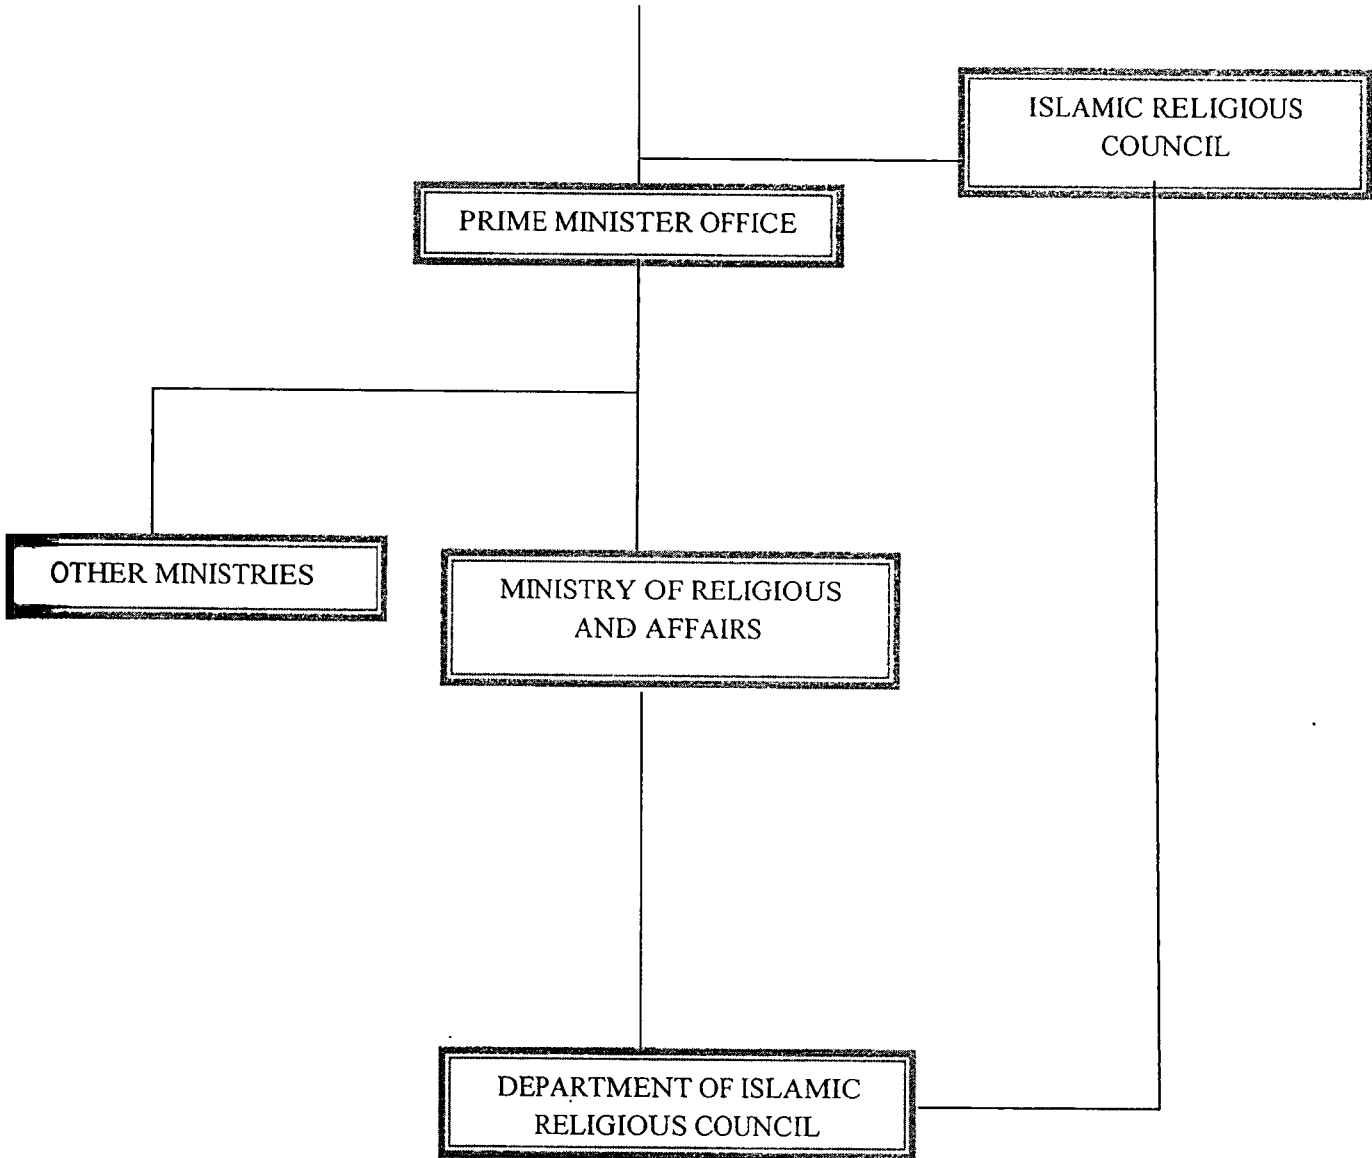 ISLAMIC RELIGIOUS
COUNCIL
PRIME MINISTER OFFICE
OTHER MINISTRIES
MINISTRY OF RELIGIOUS
AND AFFAIRS
DEPARTMENT OF ISLAMIC
RELIGIOUS COUNCIL